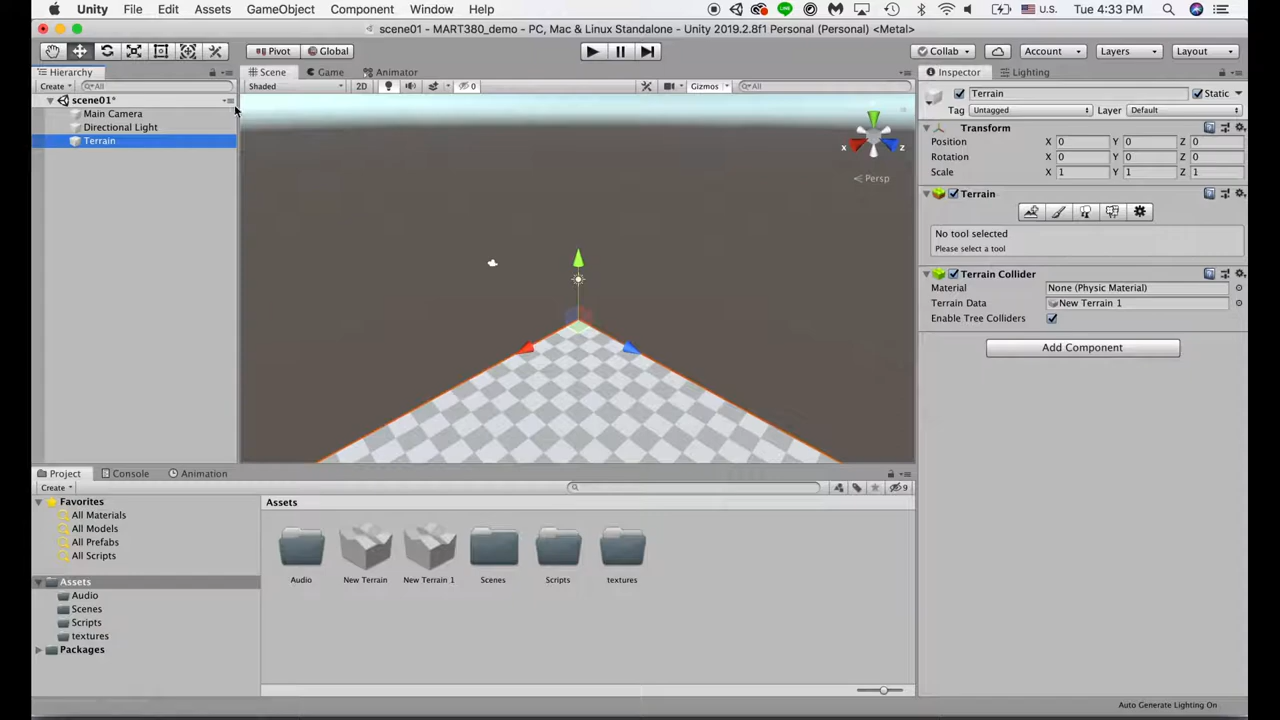 Unity File Edit Assets GameObject Component Window Help U.S. Tue 4:33 PM
scene01 - MART380_demo - PC, Mac & Linux Standalone - Unity 2019.2.8f1 Personal (Personal) <Metal>
Pivot Global Collab Account Layers Layout
Hierarchy
Create All
scene01*
Main Camera
Directional Light
Terrain
Scene Game Animator
Shaded 2D 0 Gizmos All
x z
Persp
Inspector Lighting
Terrain Static
Tag Untagged Layer Default
Transform
Position X 0 Y 0 Z 0
Rotation X 0 Y 0 Z 0
Scale X 1 Y 1 Z 1
Terrain
No tool selected
Please select a tool
Terrain Collider
Material None (Physic Material)
Terrain Data New Terrain 1
Enable Tree Colliders
Add Component
Project Console Animation
Create 9
Favorites
All Materials
All Models
All Prefabs
All Scripts
Assets
Audio
Scenes
Scripts
textures
Packages
Assets
Audio New Terrain New Terrain 1 Scenes Scripts textures
Auto Generate Lighting On